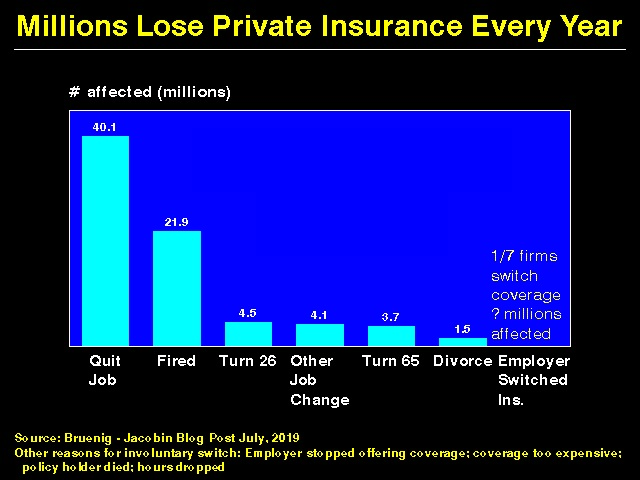 Millions Lose Private Insurance Every Year
# affected (millions)
40.1
21.9
4.5
4.1
3.7
1.5
1/7 firms
switch
coverage
? millions
affected
Quit
Job
Fired
Turn 26
Other
Job
Change
Turn 65
Divorce
Employer
Switched
Ins.
Source: Bruenig - Jacobin Blog Post July, 2019
Other reasons for involuntary switch: Employer stopped offering coverage; coverage too expensive;
policy holder died; hours dropped